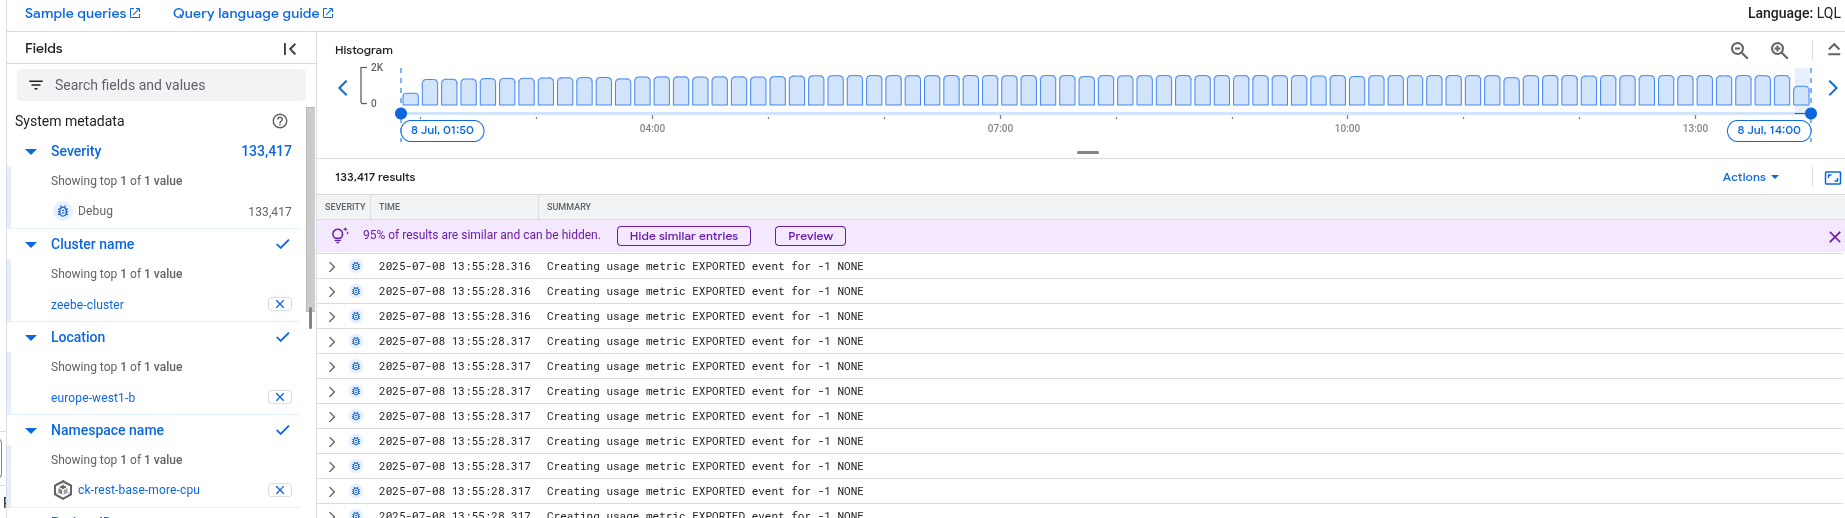 Sample queries
Query language guide
Language: LQL
Fields
Search fields and values
System metadata
Severity 133,417
Showing top 1 of 1 value
Debug 133,417
Cluster name
Showing top 1 of 1 value
zeebe-cluster
Location
Showing top 1 of 1 value
europe-west1-b
Namespace name
Showing top 1 of 1 value
ck-rest-base-more-cpu
Histogram
2K
0
8 Jul, 01:50
04:00
07:00
10:00
13:00
8 Jul, 14:00
133,417 results
Actions
SEVERITY TIME SUMMARY
95% of results are similar and can be hidden. Hide similar entries Preview
2025-07-08 13:55:28.316 Creating usage metric EXPORTED event for -1 NONE
2025-07-08 13:55:28.316 Creating usage metric EXPORTED event for -1 NONE
2025-07-08 13:55:28.316 Creating usage metric EXPORTED event for -1 NONE
2025-07-08 13:55:28.317 Creating usage metric EXPORTED event for -1 NONE
2025-07-08 13:55:28.317 Creating usage metric EXPORTED event for -1 NONE
2025-07-08 13:55:28.317 Creating usage metric EXPORTED event for -1 NONE
2025-07-08 13:55:28.317 Creating usage metric EXPORTED event for -1 NONE
2025-07-08 13:55:28.317 Creating usage metric EXPORTED event for -1 NONE
2025-07-08 13:55:28.317 Creating usage metric EXPORTED event for -1 NONE
2025-07-08 13:55:28.317 Creating usage metric EXPORTED event for -1 NONE
2025-07-08 13:55:28.317 Creating usage metric EXPORTED event for -1 NONE